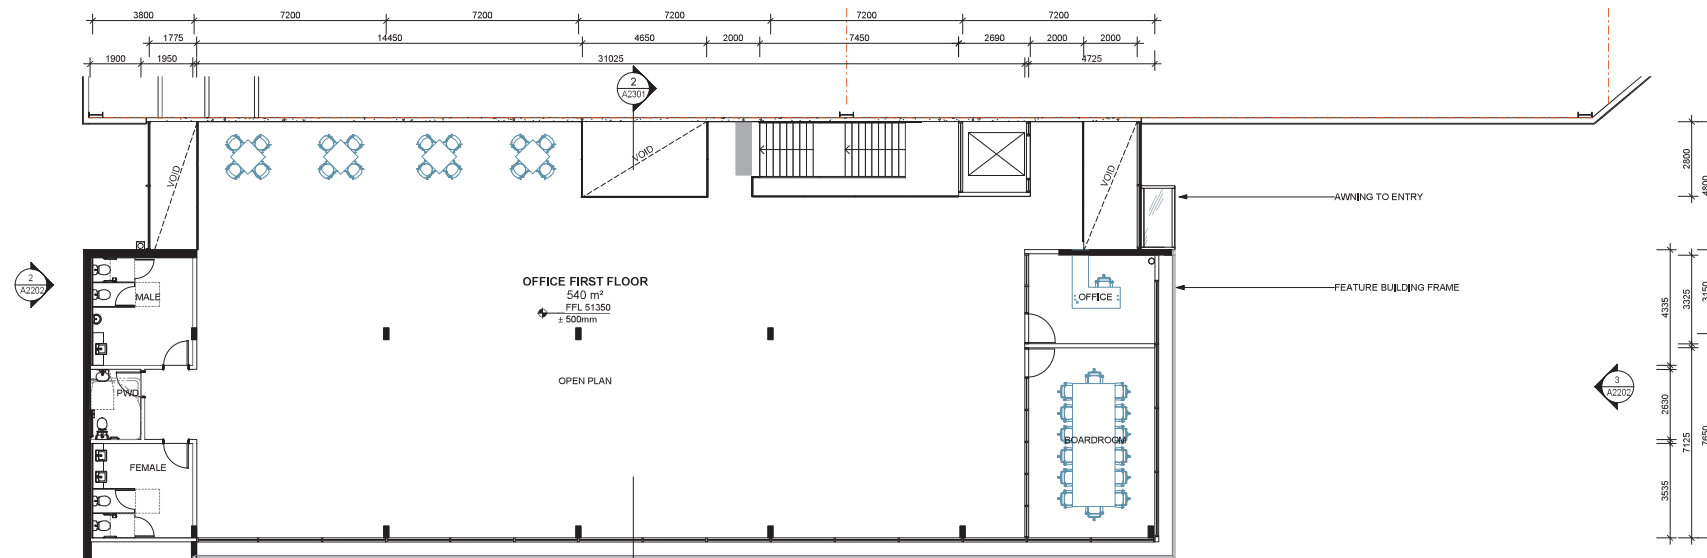 3800 7200 7200 7200 7200 7200
1775 14450 4650 2000 7450 2690 2000 2000
1900 1950 31025 4725
2
A2301
VOID
VOID
VOID
2800
4800
AWNING TO ENTRY
2
A2202
MALE
OFFICE FIRST FLOOR
540 m²
FFL 51350
± 500mm
OFFICE
FEATURE BUILDING FRAME
4335
3325
3150
OPEN PLAN
PWD
3
A2202
2630
7125
7650
BOARDROOM
FEMALE
3535